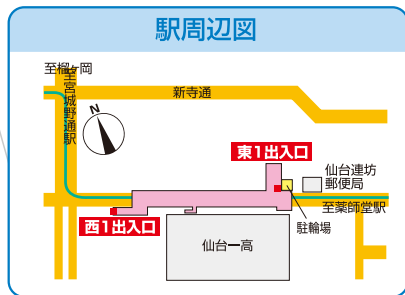 駅周辺図
至榴ヶ岡
至宮城野通駅
新寺通
N
東1出入口
仙台連坊
郵便局
至薬師堂駅
駐輪場
西1出入口
仙台一高